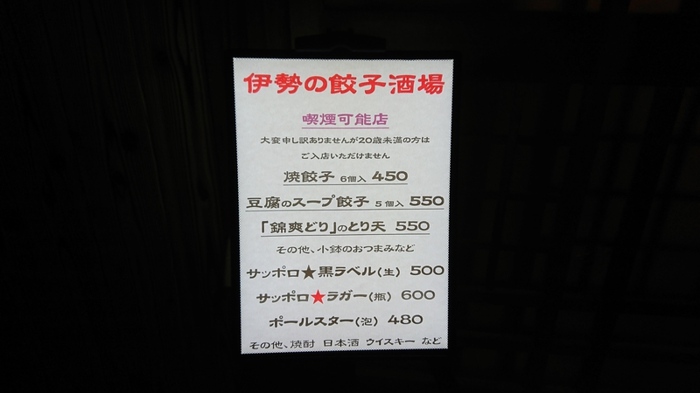 伊勢の餃子酒場
喫煙可能店
大変申し訳ありませんが20歳未満の方は
ご入店いただけません
焼餃子 6個入 450
豆腐のスープ餃子 5個入 550
「錦爽どり」のとり天 550
その他、小鉢のおつまみなど
サッポロ★黒ラベル(生) 500
サッポロ★ラガー(瓶) 600
ポールスター(泡) 480
その他、焼酎 日本酒 ウイスキー など